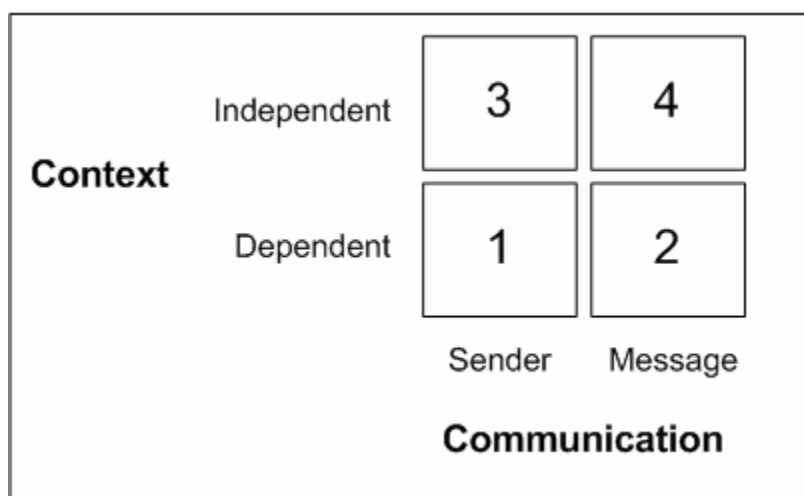 Independent 3 4
Context
Dependent 1 2
Sender Message
Communication